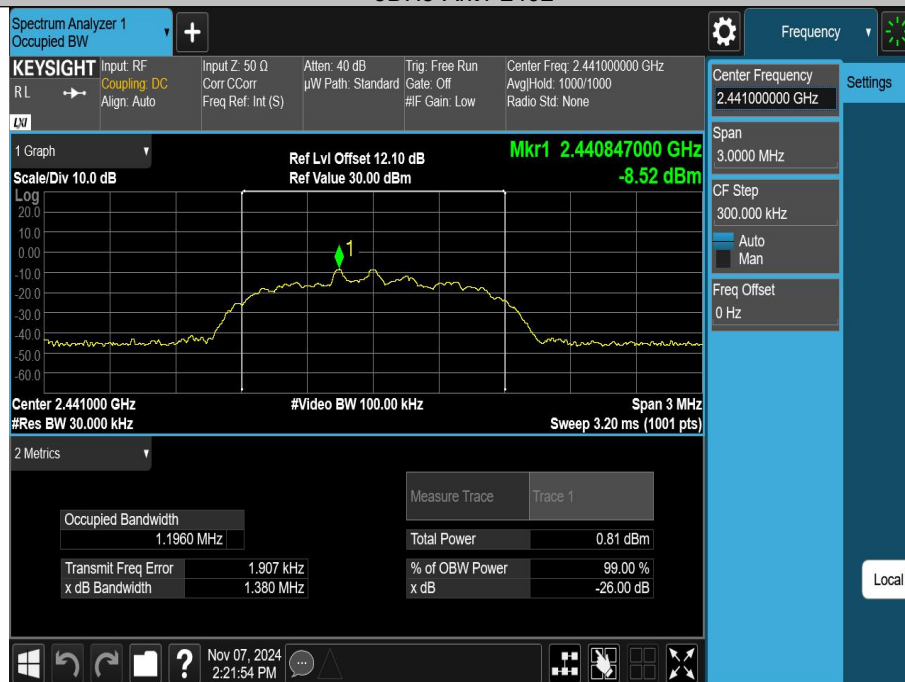 Spectrum Analyzer 1
Occupied BW
+
Frequency
KEYSIGHT
RL
LXI
Input: RF
Coupling: DC
Align: Auto
Input Z: 50 Ω
Corr CCorr
Freq Ref: Int (S)
Atten: 40 dB
µW Path: Standard
Trig: Free Run
Gate: Off
#IF Gain: Low
Center Freq: 2.441000000 GHz
Avg|Hold: 1000/1000
Radio Std: None
Center Frequency
2.441000000 GHz
Settings
Span
3.0000 MHz
CF Step
300.000 kHz
Auto
Man
Freq Offset
0 Hz
Local
1 Graph
Scale/Div 10.0 dB
Ref Lvl Offset 12.10 dB
Ref Value 30.00 dBm
Mkr1 2.440847000 GHz
-8.52 dBm
Log
20.0
10.0
0.00
-10.0
-20.0
-30.0
-40.0
-50.0
-60.0
1
Center 2.441000 GHz
#Res BW 30.000 kHz
#Video BW 100.00 kHz
Span 3 MHz
Sweep 3.20 ms (1001 pts)
2 Metrics
Measure Trace Trace 1
Occupied Bandwidth
1.1960 MHz
Total Power 0.81 dBm
Transmit Freq Error 1.907 kHz
% of OBW Power 99.00 %
x dB Bandwidth 1.380 MHz
x dB -26.00 dB
?
Nov 07, 2024
2:21:54 PM